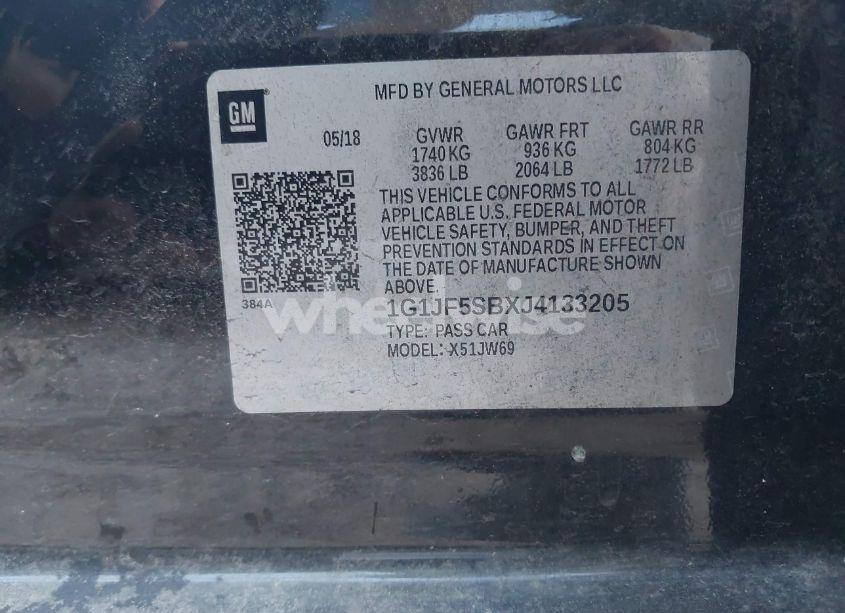 MFD BY GENERAL MOTORS LLC
GM
05/18 GVWR GAWR FRT GAWR RR
1740 KG 936 KG 804 KG
3836 LB 2064 LB 1772 LB
THIS VEHICLE CONFORMS TO ALL
APPLICABLE U.S. FEDERAL MOTOR
VEHICLE SAFETY, BUMPER, AND THEFT
PREVENTION STANDARDS IN EFFECT ON
THE DATE OF MANUFACTURE SHOWN
ABOVE.
384A
1G1JF5SBXJ4133205
TYPE: PASS CAR
MODEL: X51JW69
wheelwise